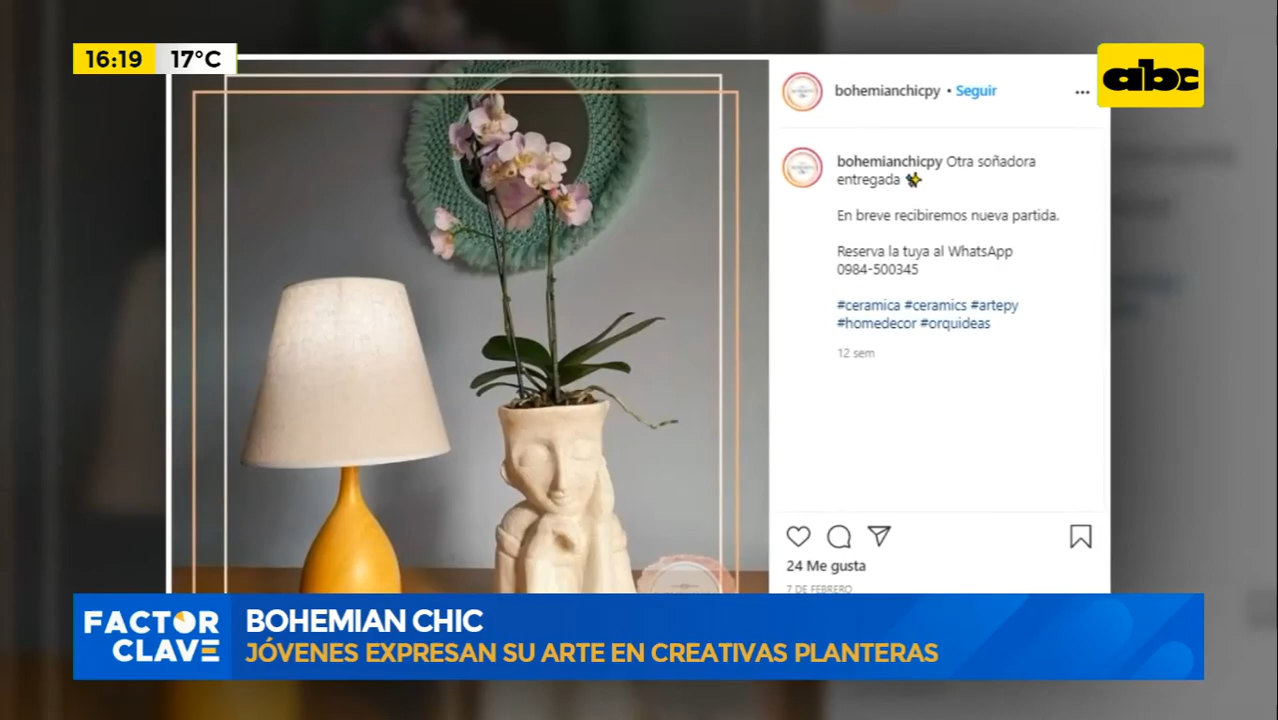 16:19 17°C
abc
bohemianchicpy • Seguir
bohemianchicpy Otra soñadora
entregada ✨
En breve recibiremos nueva partida.
Reserva la tuya al WhatsApp
0984-500345
#ceramica #ceramics #artepy
#homedecor #orquideas
12 sem
24 Me gusta
7 DE FEBRERO
FACTOR
CLAVE
BOHEMIAN CHIC
JÓVENES EXPRESAN SU ARTE EN CREATIVAS PLANTERAS